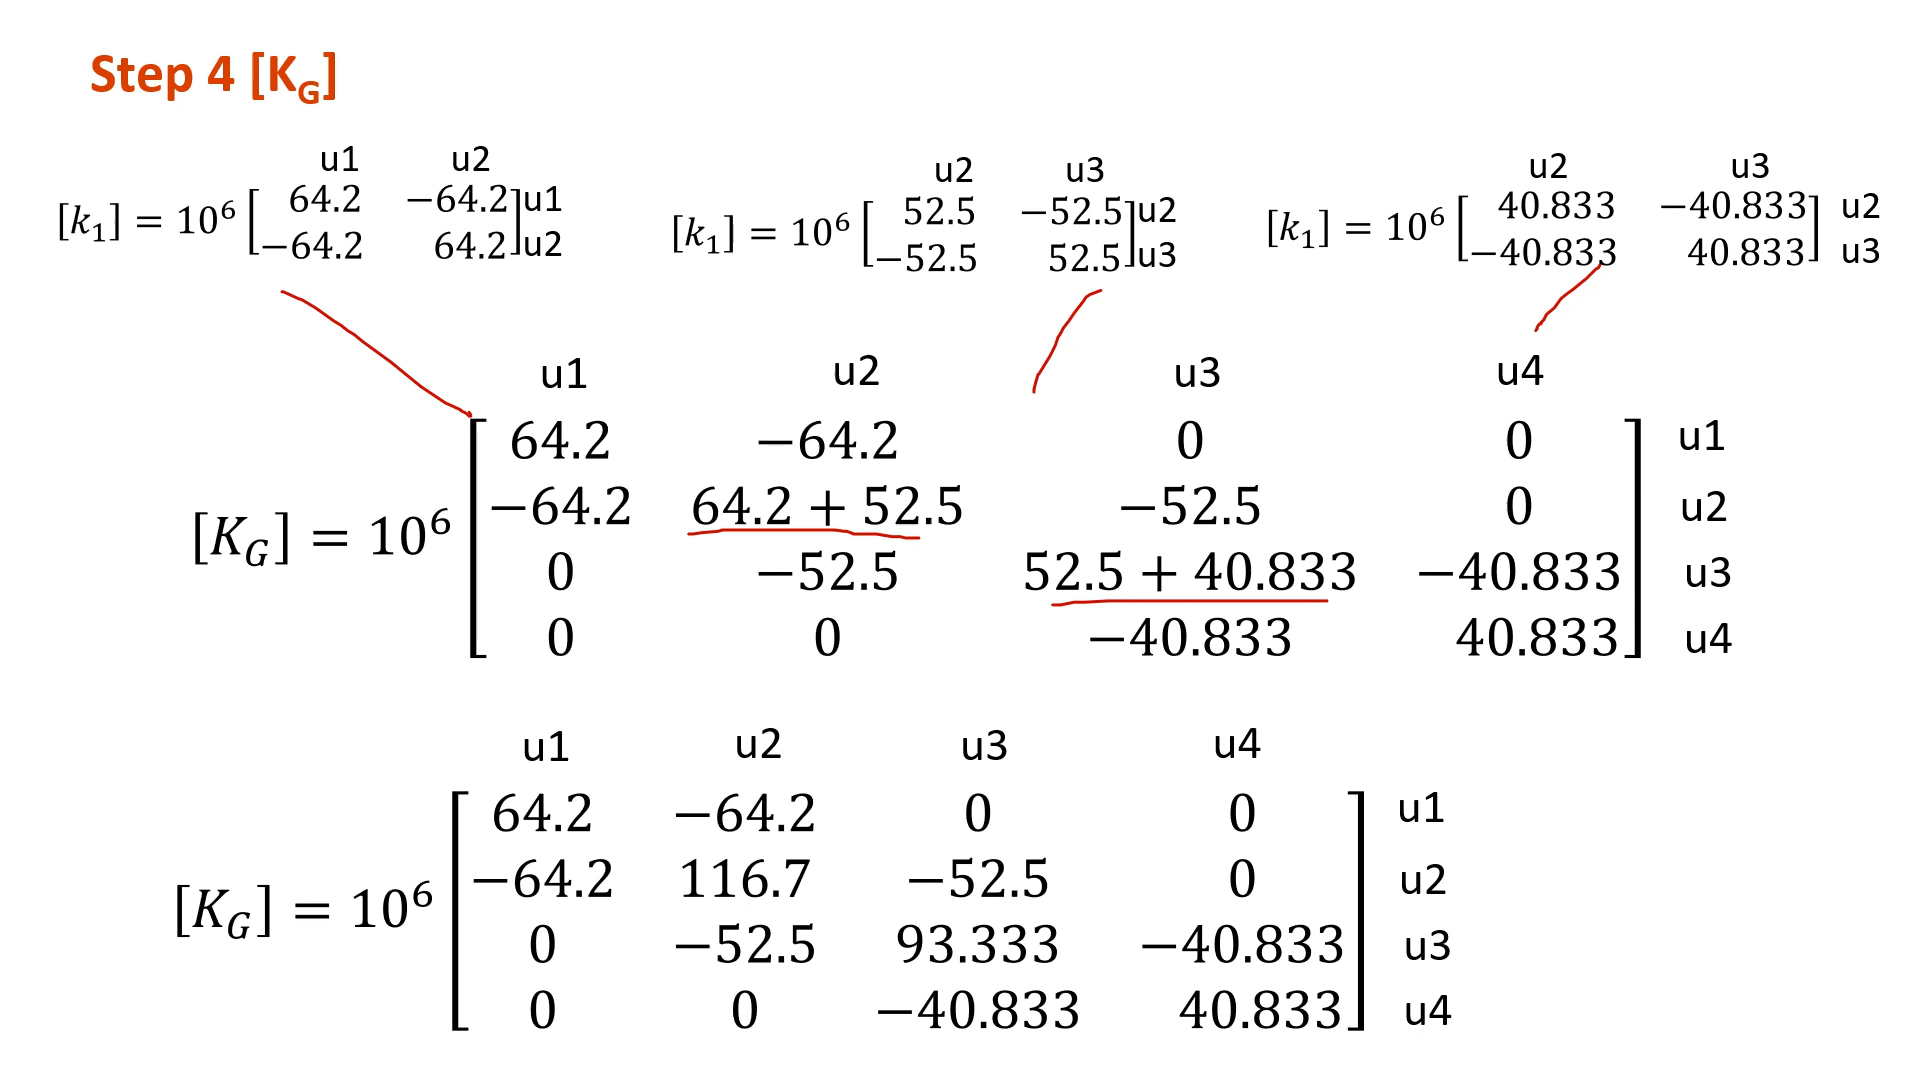 Step 4 [K_G]
u1 u2
[k_1] = 10^6 [64.2 −64.2] u1
[−64.2 64.2] u2
u2 u3
[k_1] = 10^6 [52.5 −52.5] u2
[−52.5 52.5] u3
u2 u3
[k_1] = 10^6 [40.833 −40.833] u2
[−40.833 40.833] u3
u1 u2 u3 u4
64.2 −64.2 0 0 u1
−64.2 64.2 + 52.5 −52.5 0 u2
[K_G] = 10^6
0 −52.5 52.5 + 40.833 −40.833 u3
0 0 −40.833 40.833 u4
u1 u2 u3 u4
64.2 −64.2 0 0 u1
−64.2 116.7 −52.5 0 u2
[K_G] = 10^6
0 −52.5 93.333 −40.833 u3
0 0 −40.833 40.833 u4